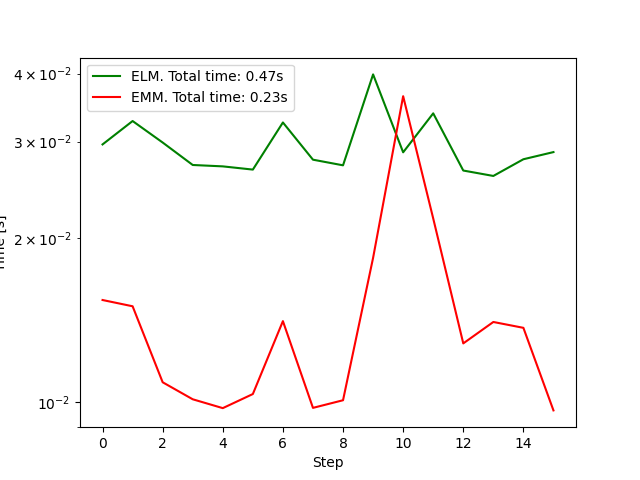 ELM. Total time: 0.47s
EMM. Total time: 0.23s
4 × 10⁻²
3 × 10⁻²
2 × 10⁻²
10⁻²
0 2 4 6 8 10 12 14
Step